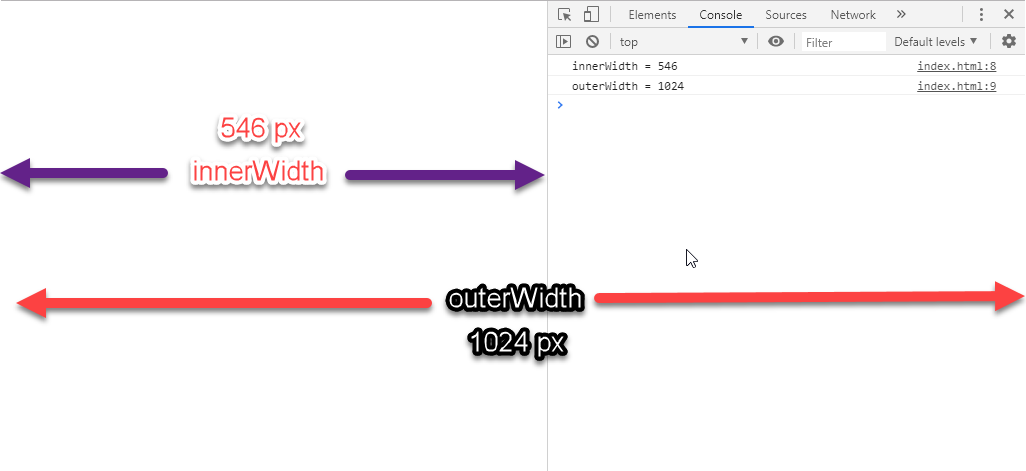 Elements Console Sources Network »
top Filter Default levels
innerWidth = 546 index.html:8
outerWidth = 1024 index.html:9
546 px
innerWidth
outerWidth
1024 px